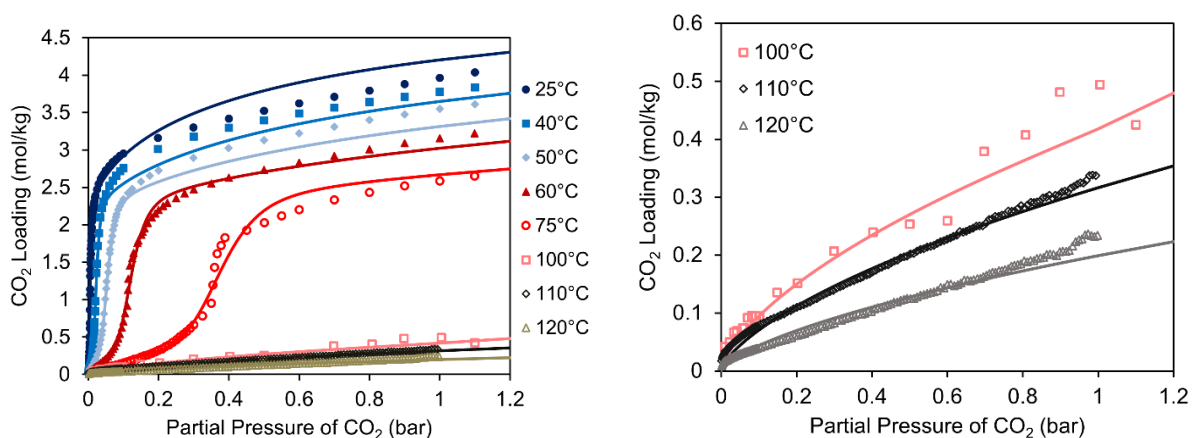 CO₂ Loading (mol/kg)
4.5
4
3.5
3
2.5
2
1.5
1
0.5
0
0
0.2
0.4
0.6
0.8
1
1.2
Partial Pressure of CO₂ (bar)
25°C
40°C
50°C
60°C
75°C
100°C
110°C
120°C
CO₂ Loading (mol/kg)
0.6
0.5
0.4
0.3
0.2
0.1
0
0
0.2
0.4
0.6
0.8
1
1.2
Partial Pressure of CO₂ (bar)
100°C
110°C
120°C